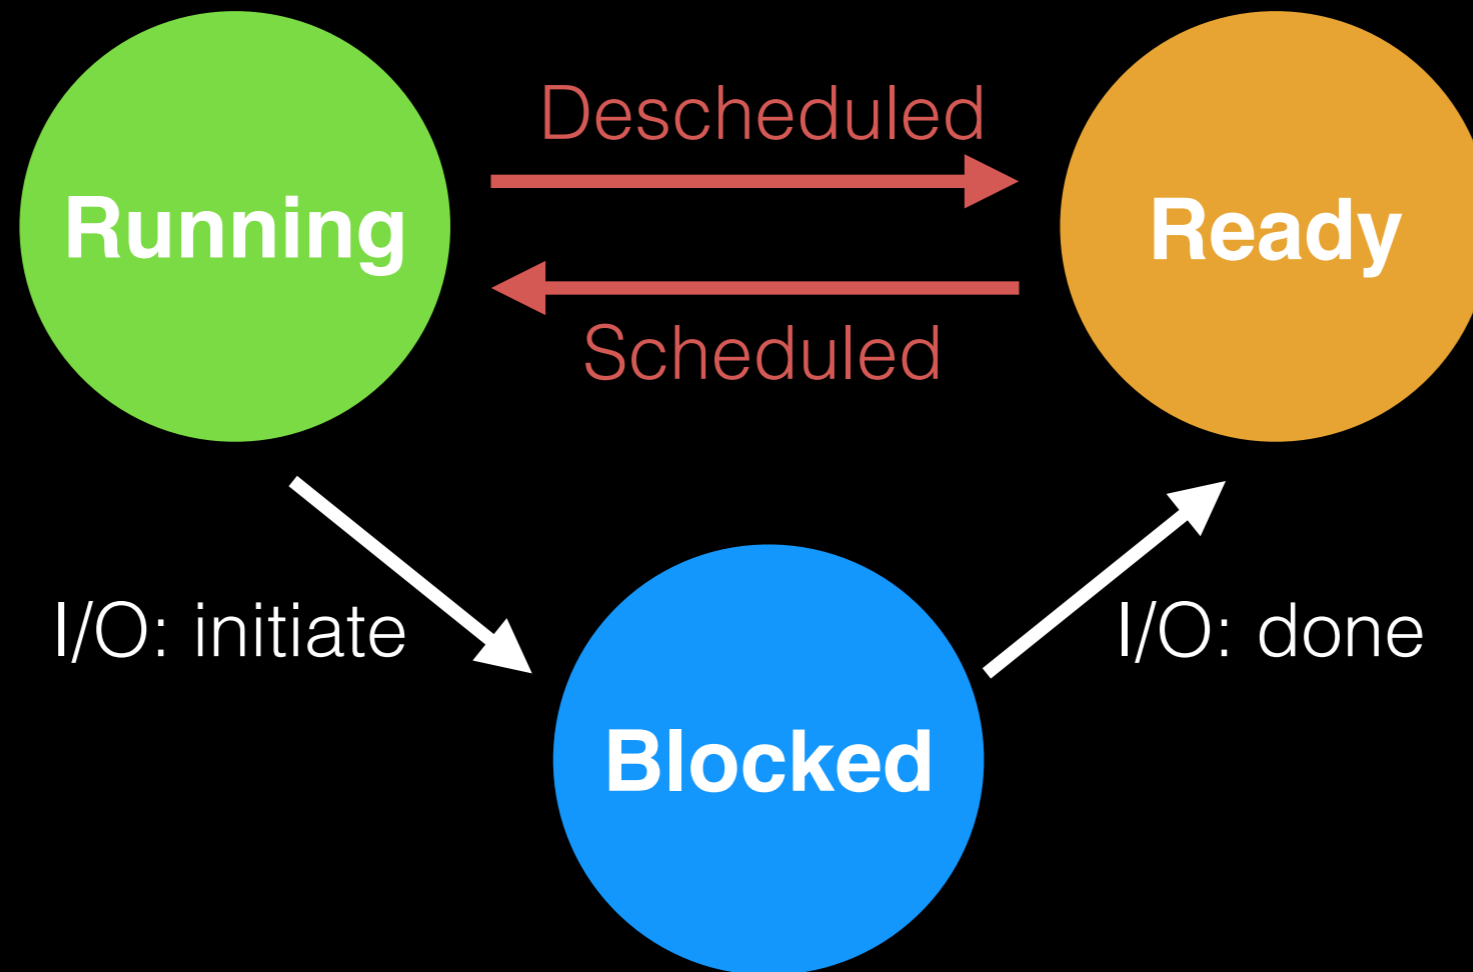 Descheduled
Running
Ready
Scheduled
I/O: initiate
I/O: done
Blocked